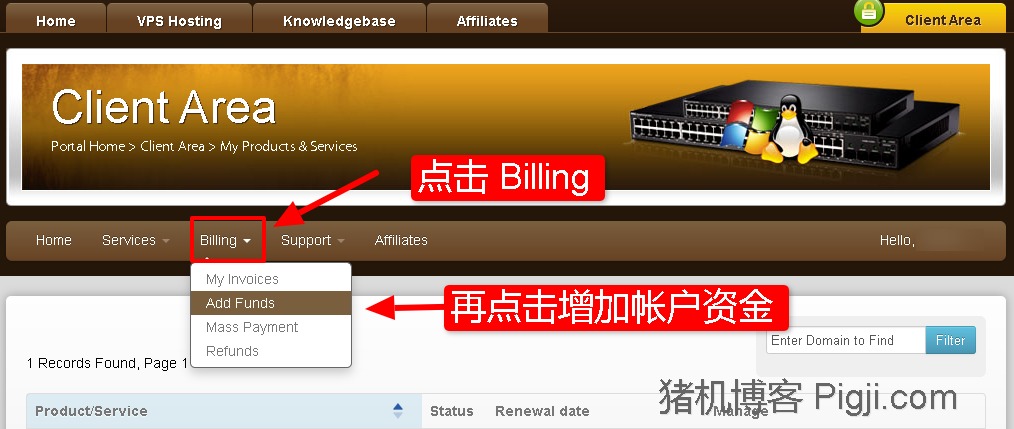 Home VPS Hosting Knowledgebase Affiliates Client Area
Client Area
Portal Home > Client Area > My Products & Services
点击 Billing
Home Services Billing Support Affiliates Hello,
My Invoices
Add Funds
再点击增加帐户资金
Mass Payment
Refunds
Enter Domain to Find Filter
1 Records Found, Page 1
Product/Service Status Renewal date Manage
猪机博客 Pigji.com